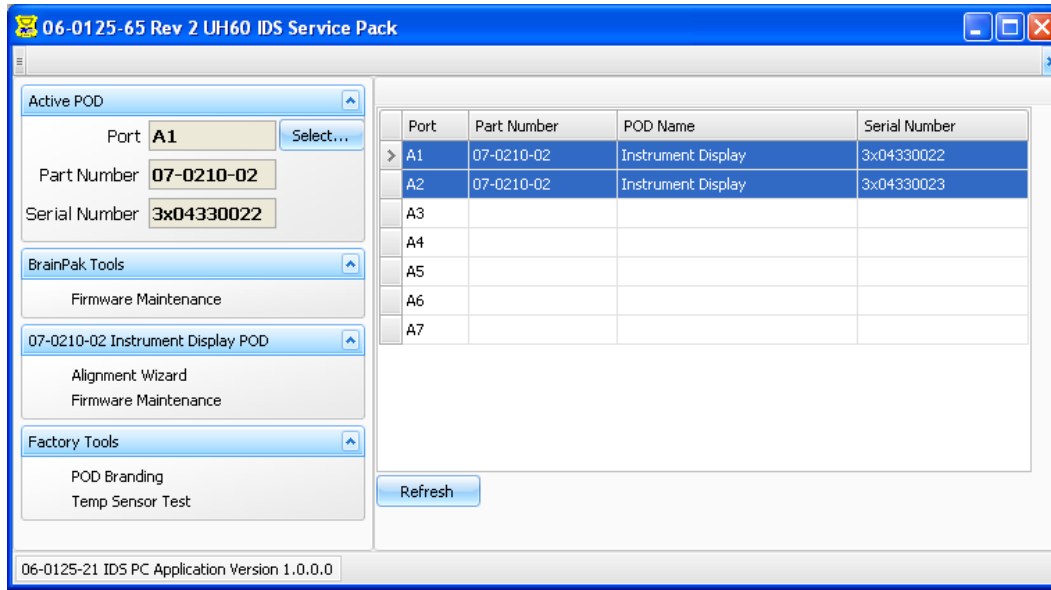 06-0125-65 Rev 2 UH60 IDS Service Pack
Active POD
Port A1 Select...
Part Number 07-0210-02
Serial Number 3x04330022
BrainPak Tools
Firmware Maintenance
07-0210-02 Instrument Display POD
Alignment Wizard
Firmware Maintenance
Factory Tools
POD Branding
Temp Sensor Test
Port Part Number POD Name Serial Number
A1 07-0210-02 Instrument Display 3x04330022
A2 07-0210-02 Instrument Display 3x04330023
A3
A4
A5
A6
A7
Refresh
06-0125-21 IDS PC Application Version 1.0.0.0